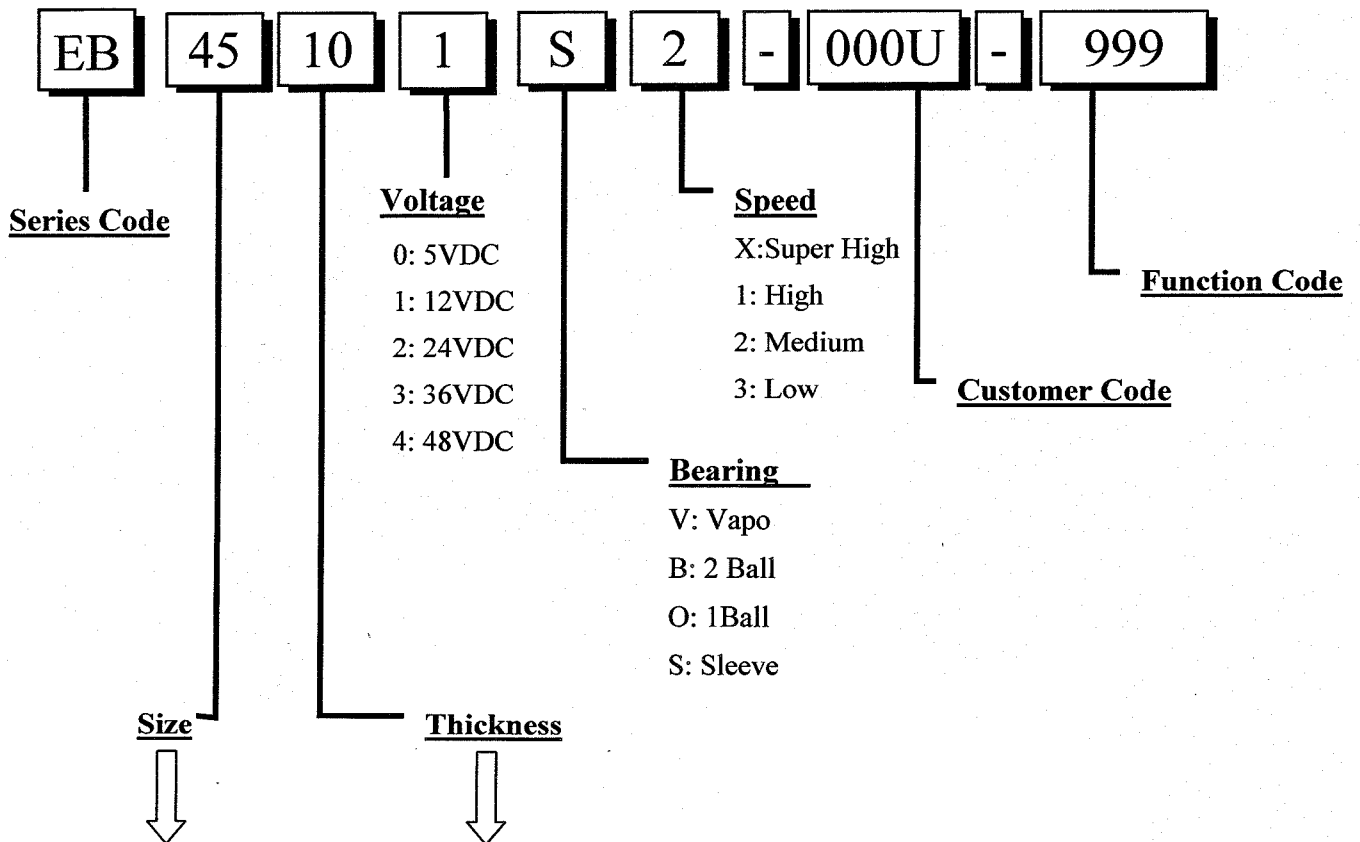 EB 45 10 1 S 2 - 000U - 999
Series Code
Voltage
0: 5VDC
1: 12VDC
2: 24VDC
3: 36VDC
4: 48VDC
Speed
X:Super High
1: High
2: Medium
3: Low
Function Code
Customer Code
Bearing
V: Vapo
B: 2 Ball
O: 1Ball
S: Sleeve
Size
Thickness